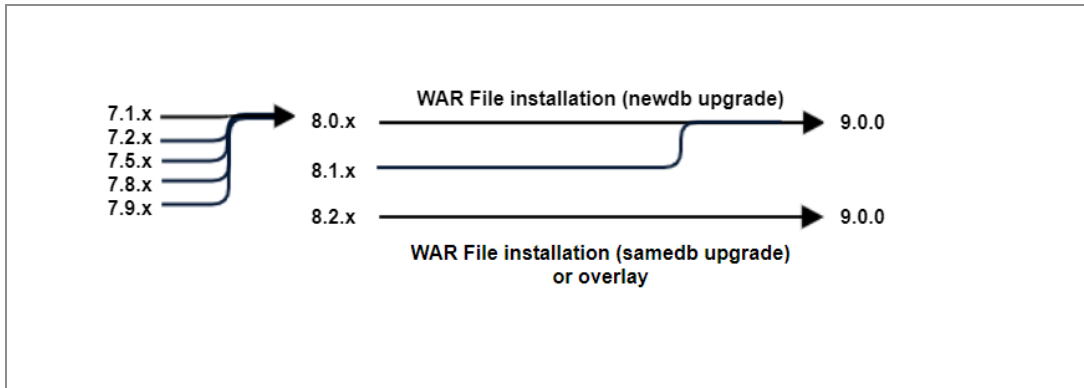 7.1.x
7.2.x
7.5.x
7.8.x
7.9.x
WAR File installation (newdb upgrade)
8.0.x
9.0.0
8.1.x
8.2.x
9.0.0
WAR File installation (samedb upgrade)
or overlay